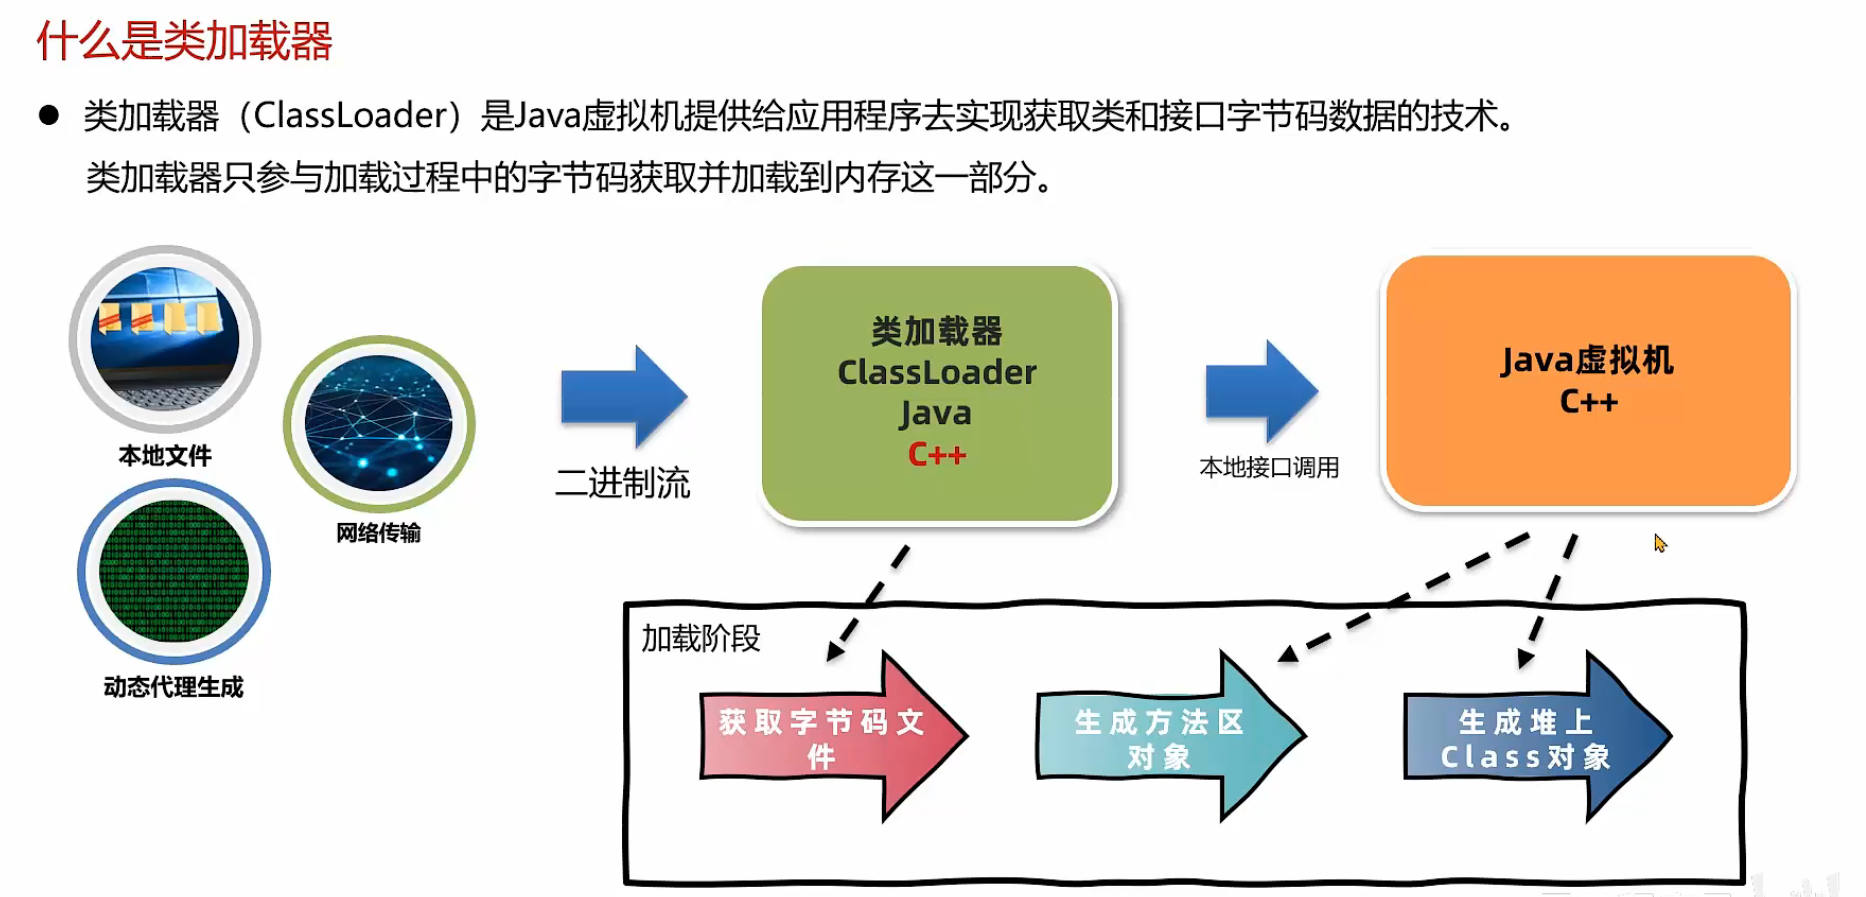 什么是类加载器
● 类加载器（ClassLoader）是Java虚拟机提供给应用程序去实现获取类和接口字节码数据的技术。
类加载器只参与加载过程中的字节码获取并加载到内存这一部分。
本地文件
网络传输
动态代理生成
二进制流
类加载器
ClassLoader
Java
C++
本地接口调用
Java虚拟机
C++
加载阶段
获取字节码文
件
生成方法区
对象
生成堆上
Class对象